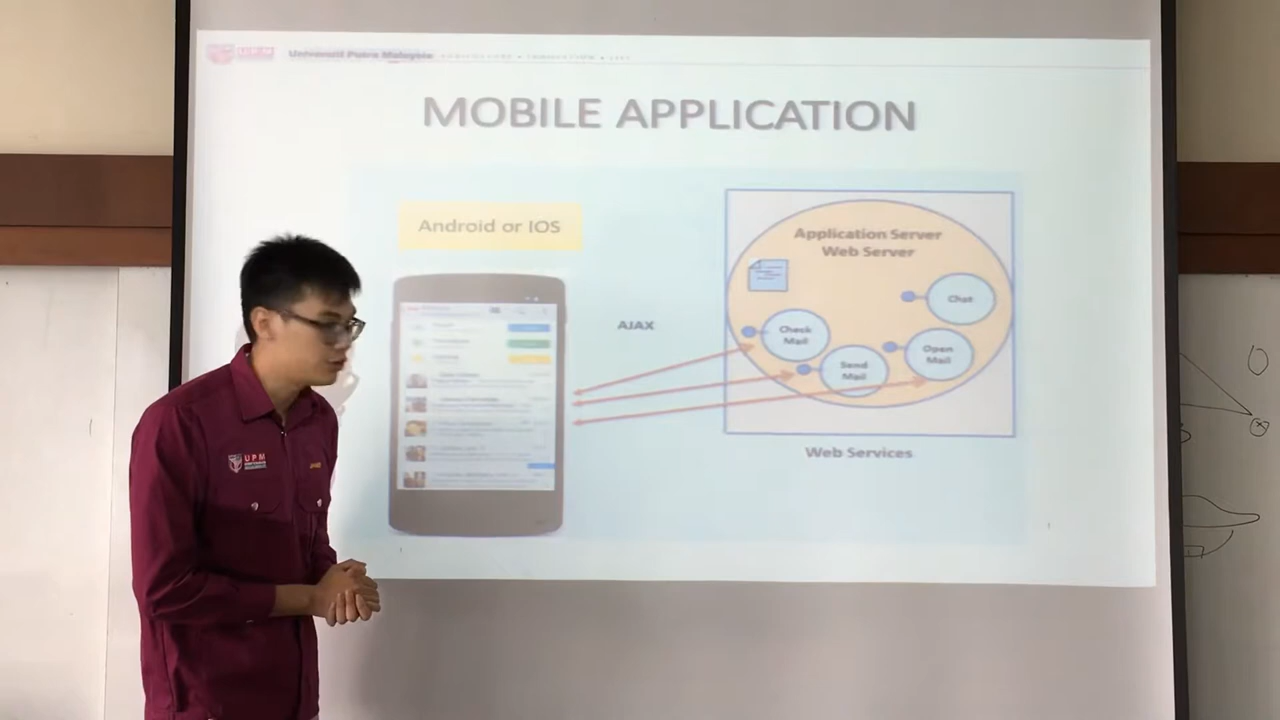 UPM
Universiti Putra Malaysia
MOBILE APPLICATION
Android or IOS
AJAX
Application Server
Web Server
Chat
Check
Mail
Send
Mail
Open
Mail
Web Services
UPM